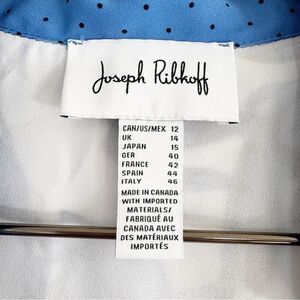 Joseph Ribkoff
CAN/US/MEX 12
UK 14
JAPAN 15
GER 40
FRANCE 42
SPAIN 44
ITALY 46
MADE IN CANADA
WITH IMPORTED
MATERIALS/
FABRIQUÉ AU
CANADA AVEC
DES MATÉRIAUX
IMPORTÉS